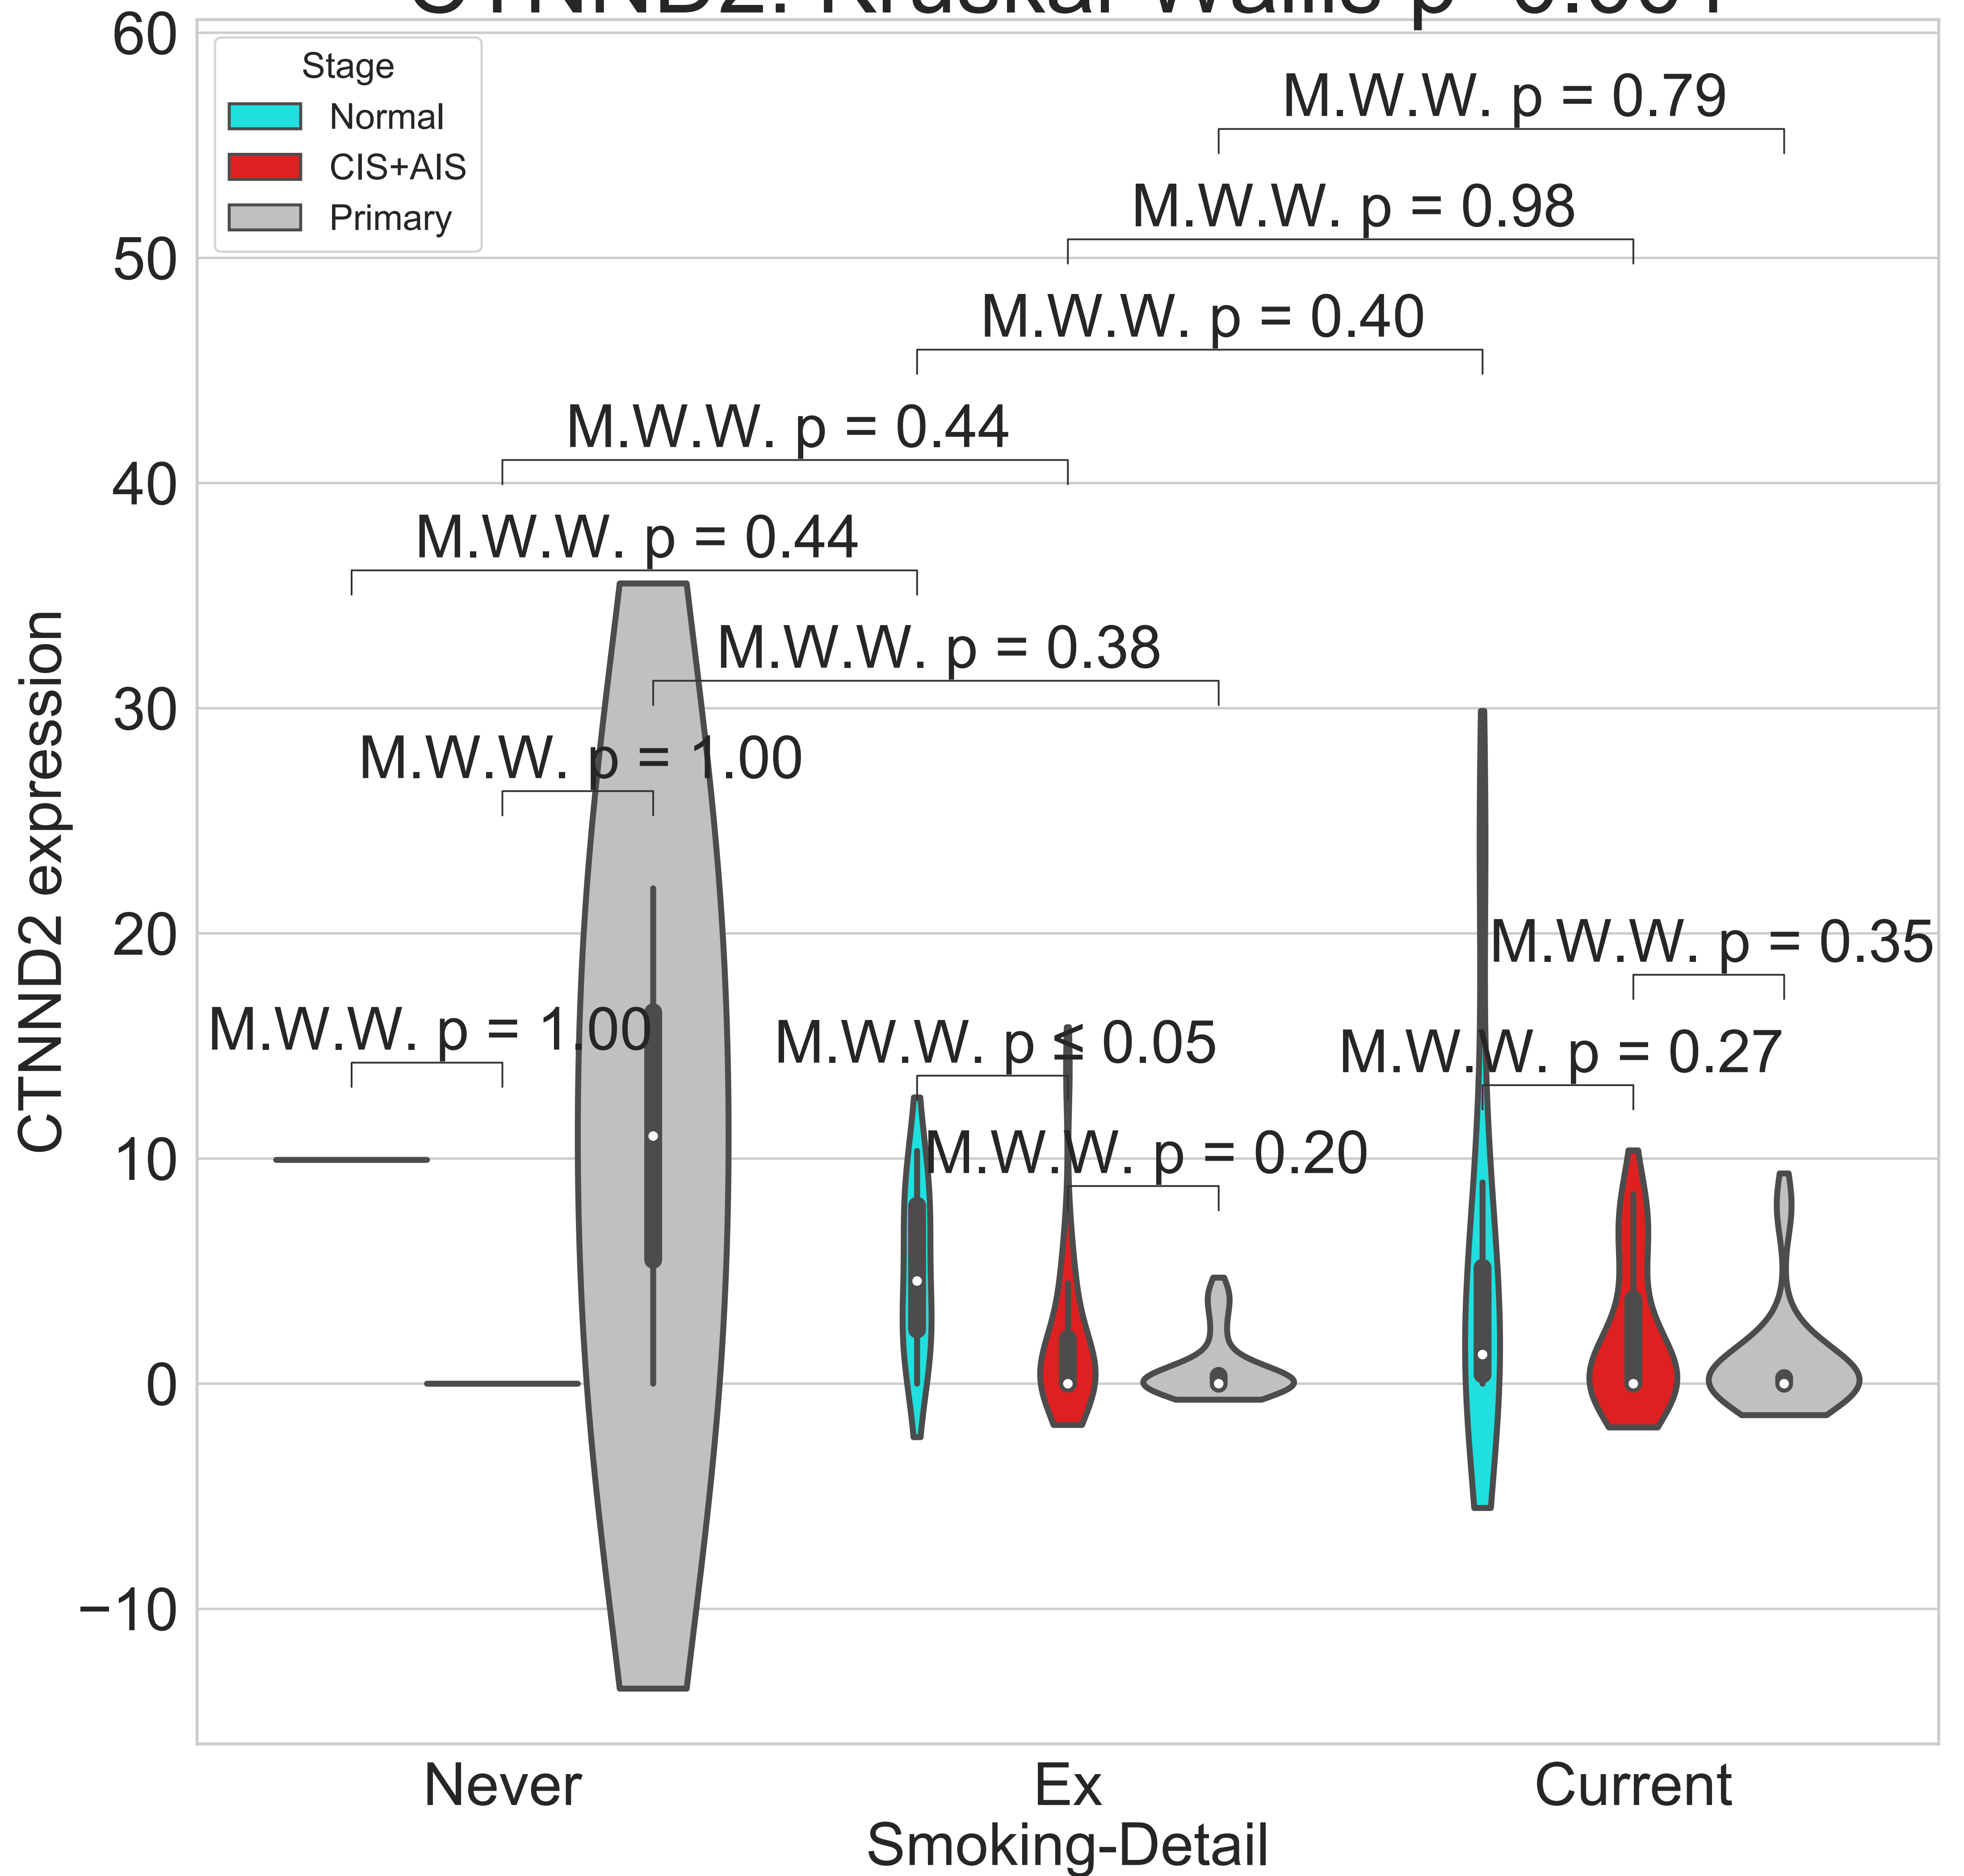 60
50
40
30
20
10
0
−10
CTNND2 expression
Stage
Normal
CIS+AIS
Primary
M.W.W. p = 0.79
M.W.W. p = 0.98
M.W.W. p = 0.40
M.W.W. p = 0.44
M.W.W. p = 0.44
M.W.W. p = 0.38
M.W.W. p = 1.00
M.W.W. p = 0.35
M.W.W. p = 1.00
M.W.W. p ≤ 0.05
M.W.W. p = 0.27
M.W.W. p = 0.20
Never
Ex
Current
Smoking-Detail